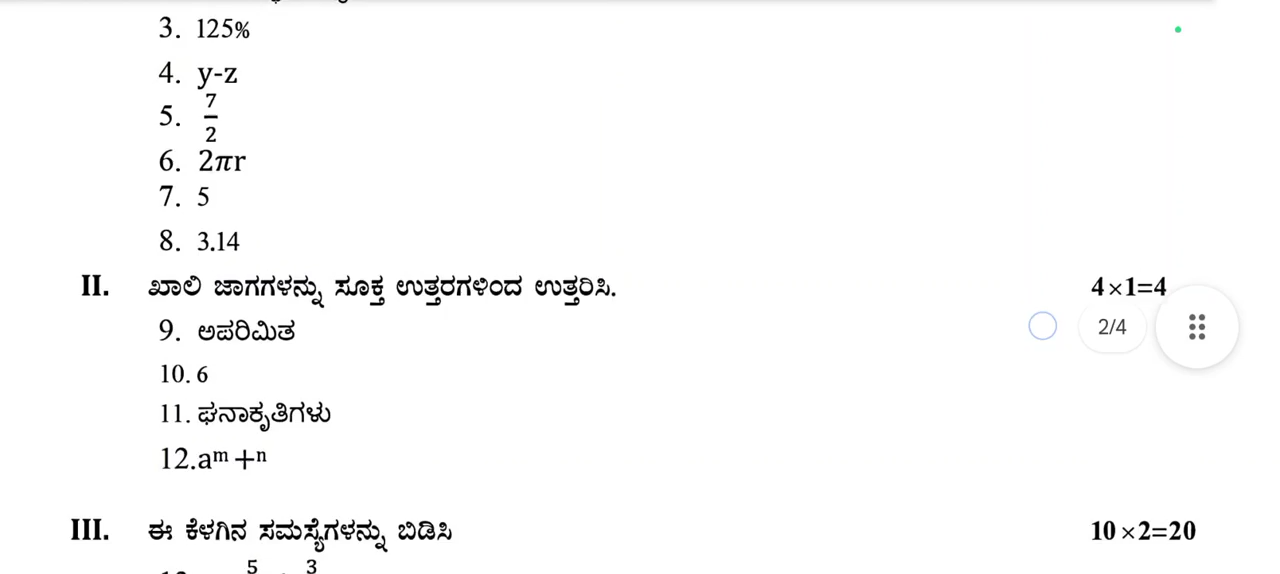 3. 125%
4. y-z
5. 7/2
6. 2πr
7. 5
8. 3.14
II. ಖಾಲಿ ಜಾಗಗಳನ್ನು ಸೂಕ್ತ ಉತ್ತರಗಳಿಂದ ಉತ್ತರಿಸಿ. 4×1=4
9. ಅಪರಿಮಿತ
2/4
10. 6
11. ಘನಾಕೃತಿಗಳು
12.aᵐ +ⁿ
III. ಈ ಕೆಳಗಿನ ಸಮಸ್ಯೆಗಳನ್ನು ಬಿಡಿಸಿ 10 ×2=20
5 3